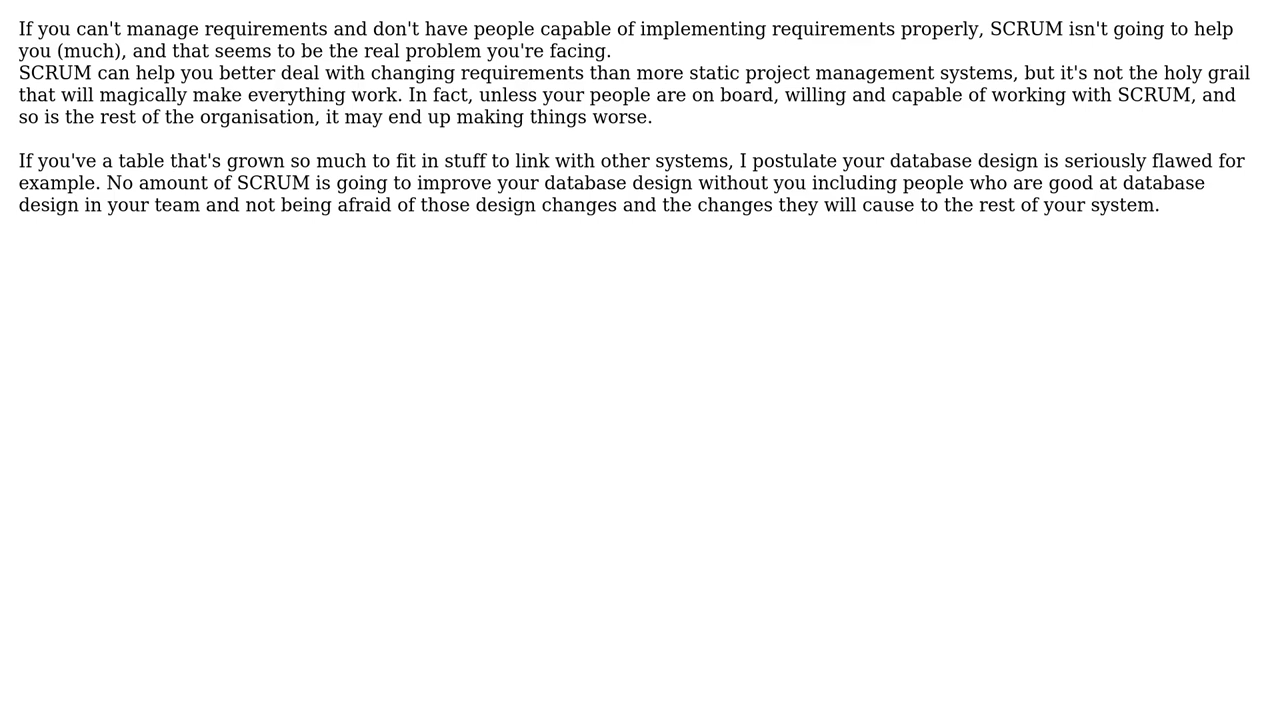 If you can't manage requirements and don't have people capable of implementing requirements properly, SCRUM isn't going to help
you (much), and that seems to be the real problem you're facing.
SCRUM can help you better deal with changing requirements than more static project management systems, but it's not the holy grail
that will magically make everything work. In fact, unless your people are on board, willing and capable of working with SCRUM, and
so is the rest of the organisation, it may end up making things worse.

If you've a table that's grown so much to fit in stuff to link with other systems, I postulate your database design is seriously flawed for
example. No amount of SCRUM is going to improve your database design without you including people who are good at database
design in your team and not being afraid of those design changes and the changes they will cause to the rest of your system.